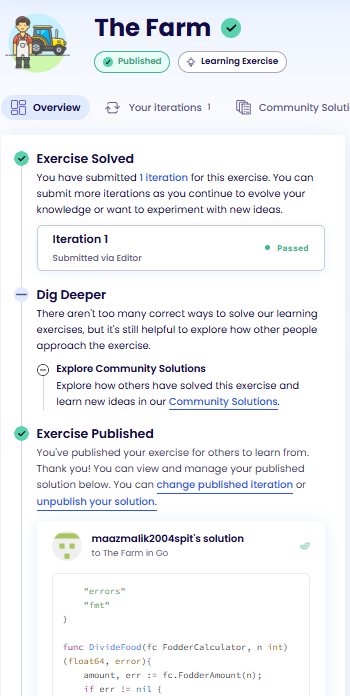 The Farm
Published
Learning Exercise
Overview
Your iterations 1
Community Soluti
Exercise Solved
You have submitted 1 iteration for this exercise. You can
submit more iterations as you continue to evolve your
knowledge or want to experiment with new ideas.
Iteration 1
Passed
Submitted via Editor
Dig Deeper
There aren't too many correct ways to solve our learning
exercises, but it's still helpful to explore how other people
approach the exercise.
Explore Community Solutions
Explore how others have solved this exercise and
learn new ideas in our Community Solutions.
Exercise Published
You've published your exercise for others to learn from.
Thank you! You can view and manage your published
solution below. You can change published iteration or
unpublish your solution.
maazmalik2004spit's solution
to The Farm in Go
"errors"
"fmt"
)
func DivideFood(fc FodderCalculator, n int)
(float64, error){
amount, err := fc.FodderAmount(n);
if err != nil {